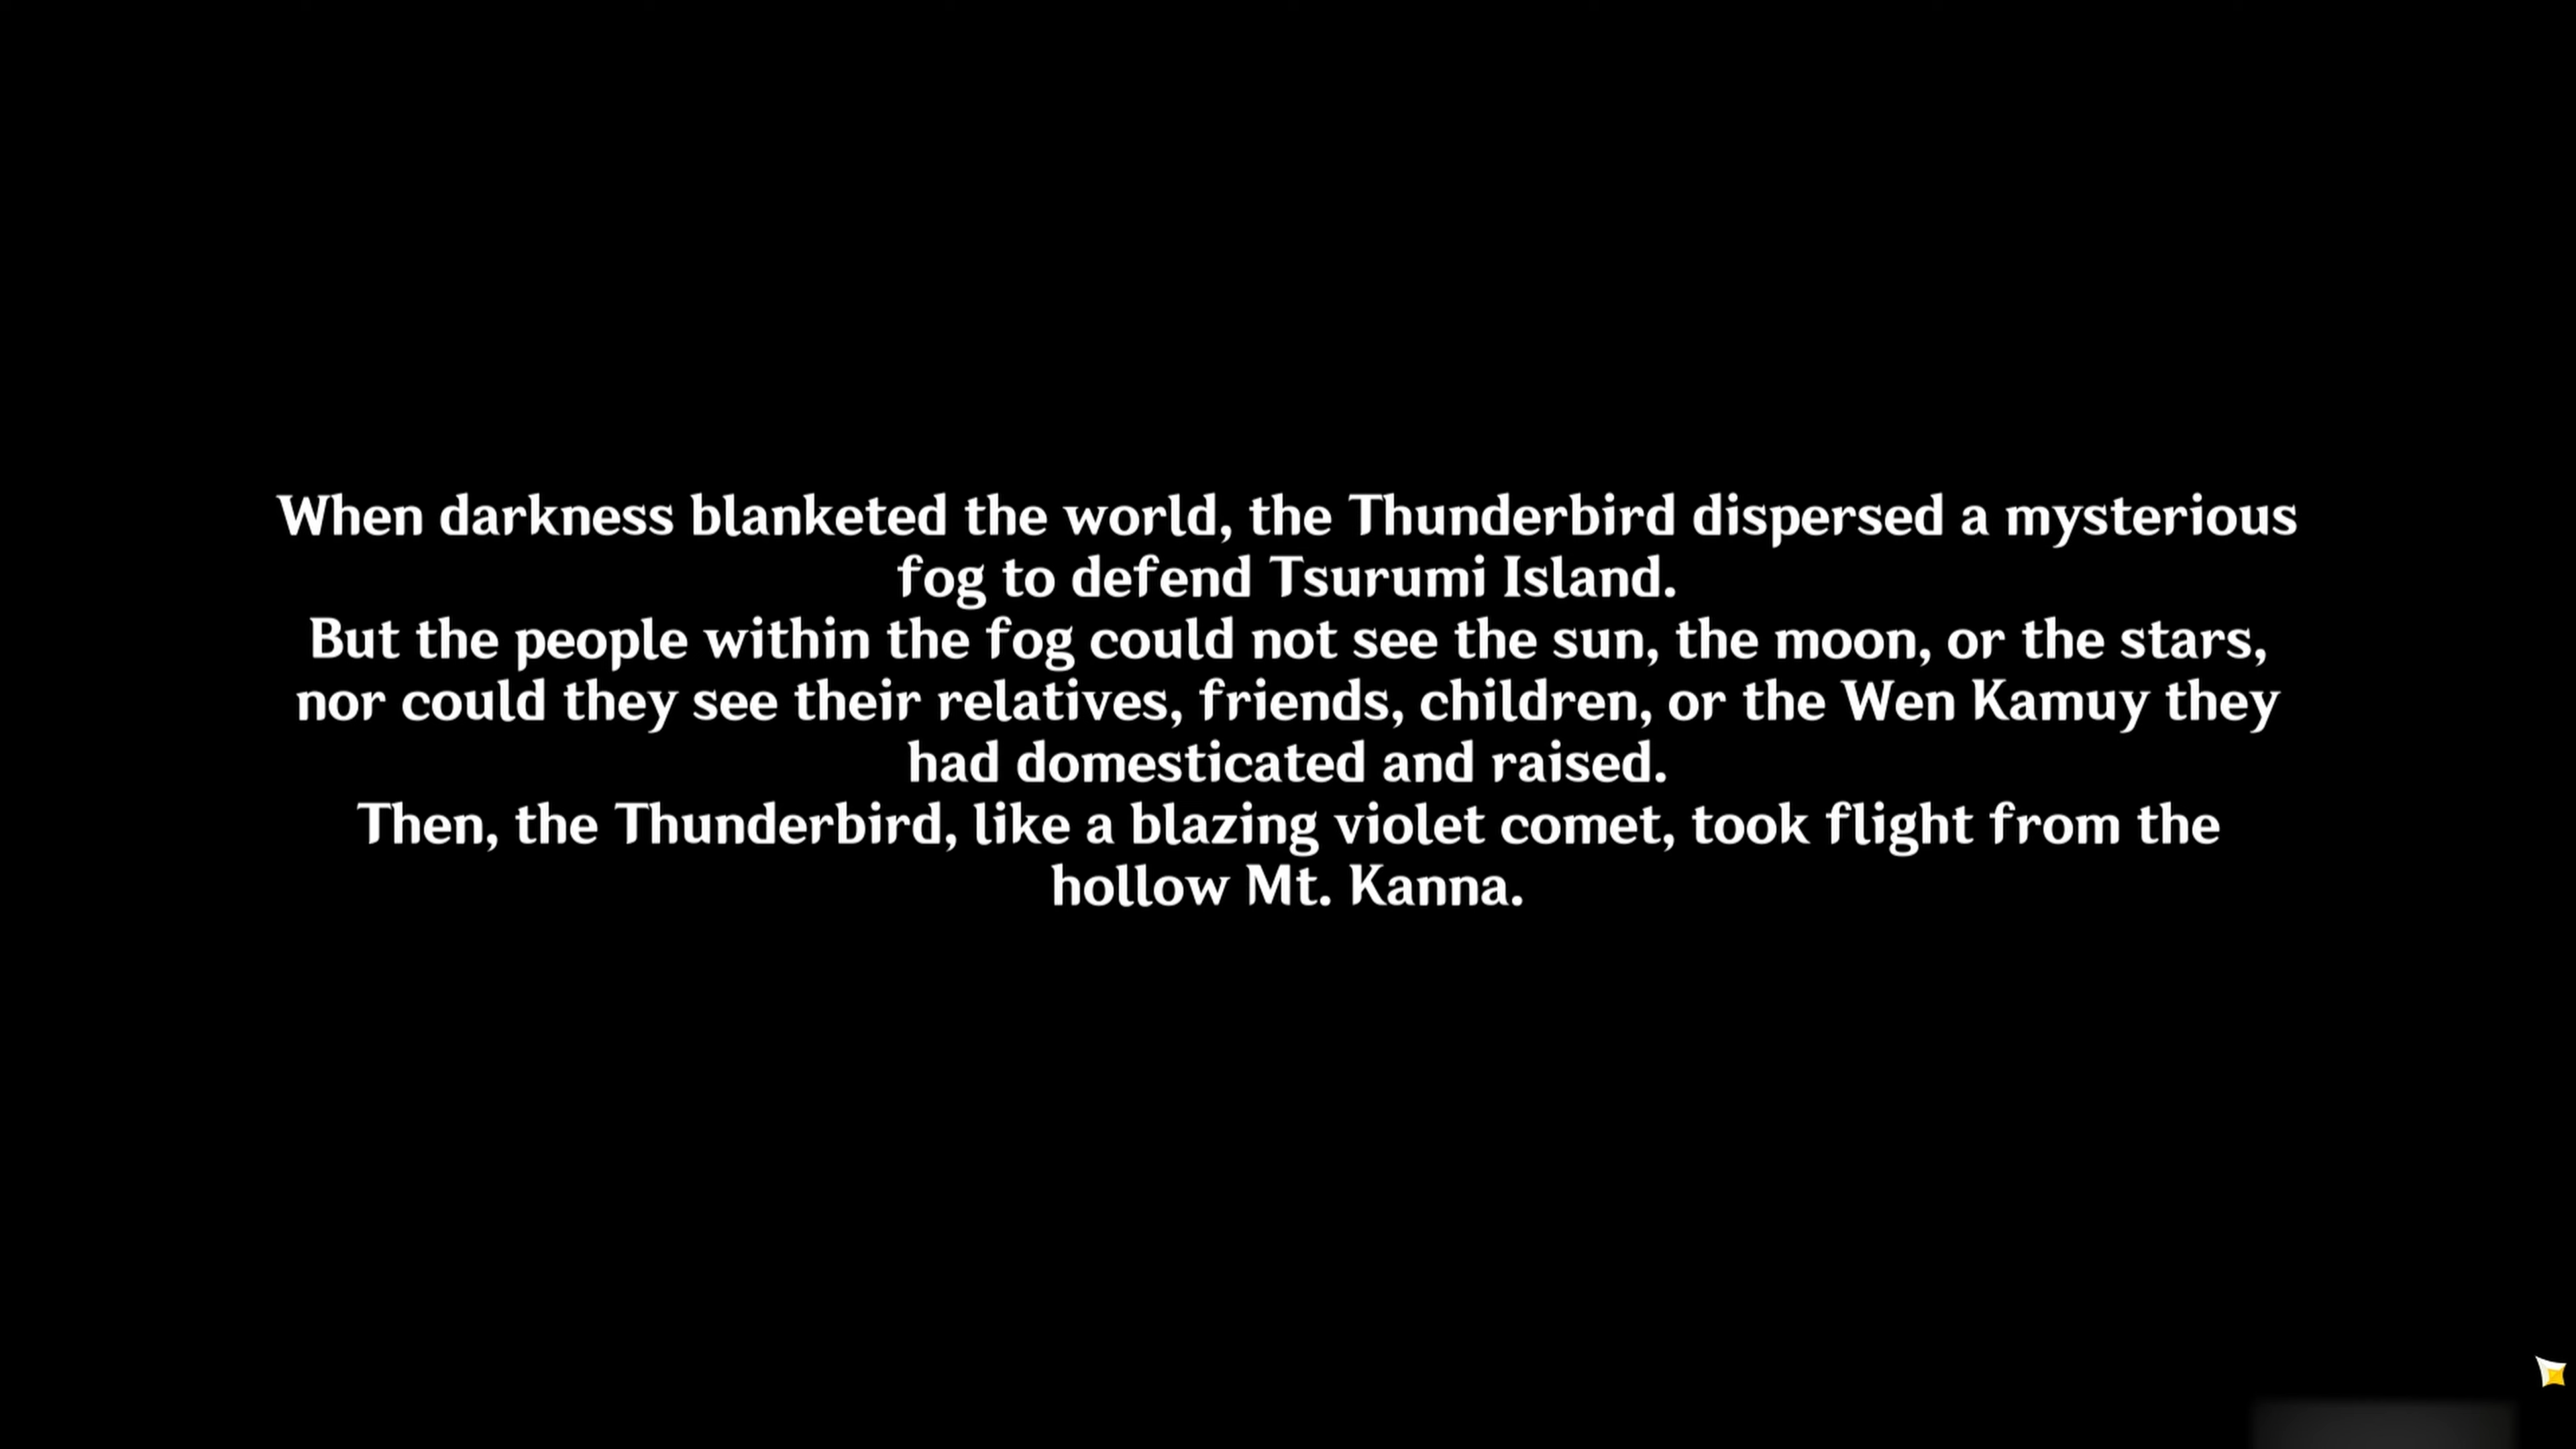 When darkness blanketed the world, the Thunderbird dispersed a mysterious
fog to defend Tsurumi Island.
But the people within the fog could not see the sun, the moon, or the stars,
nor could they see their relatives, friends, children, or the Wen Kamuy they
had domesticated and raised.
Then, the Thunderbird, like a blazing violet comet, took flight from the
hollow Mt. Kanna.